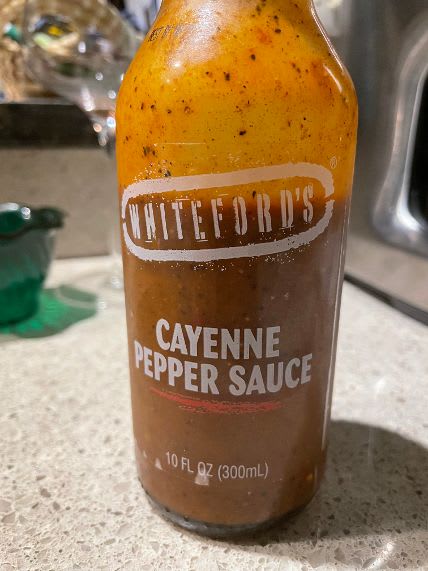 WHITEFORD'S®
CAYENNE
PEPPER SAUCE
10 FL OZ (300mL)